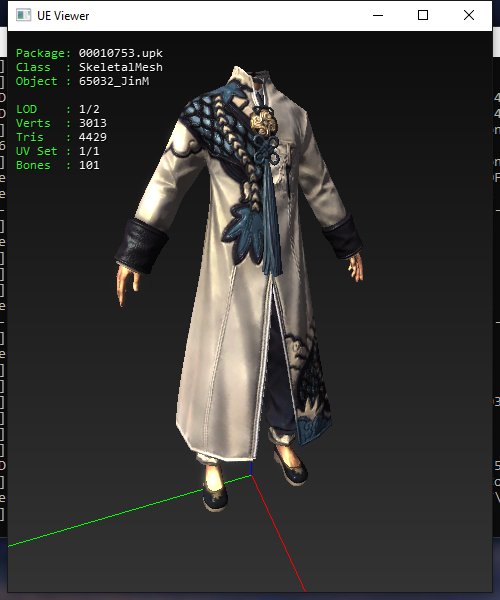 UE Viewer
Package: 00010753.upk
Class : SkeletalMesh
Object : 65032_JinM
LOD : 1/2
Verts : 3013
Tris : 4429
UV Set : 1/1
Bones : 101